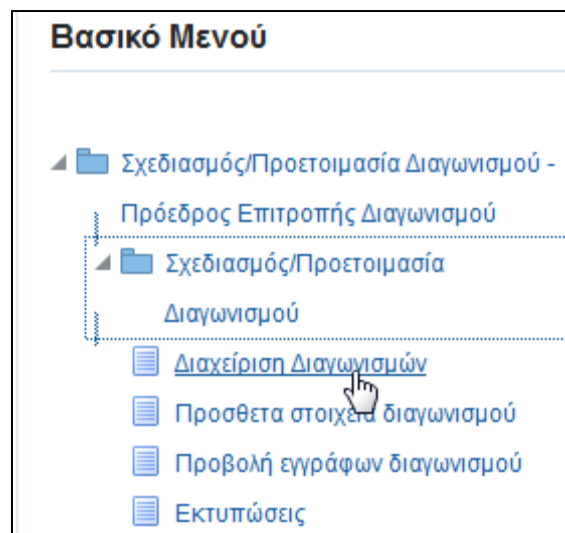 Βασικό Μενού
Σχεδιασμός/Προετοιμασία Διαγωνισμού -
Πρόεδρος Επιτροπής Διαγωνισμού
Σχεδιασμός/Προετοιμασία
Διαγωνισμού
Διαχείριση Διαγωνισμών
Προσθετα στοιχεία διαγωνισμού
Προβολή εγγράφων διαγωνισμού
Εκτυπώσεις